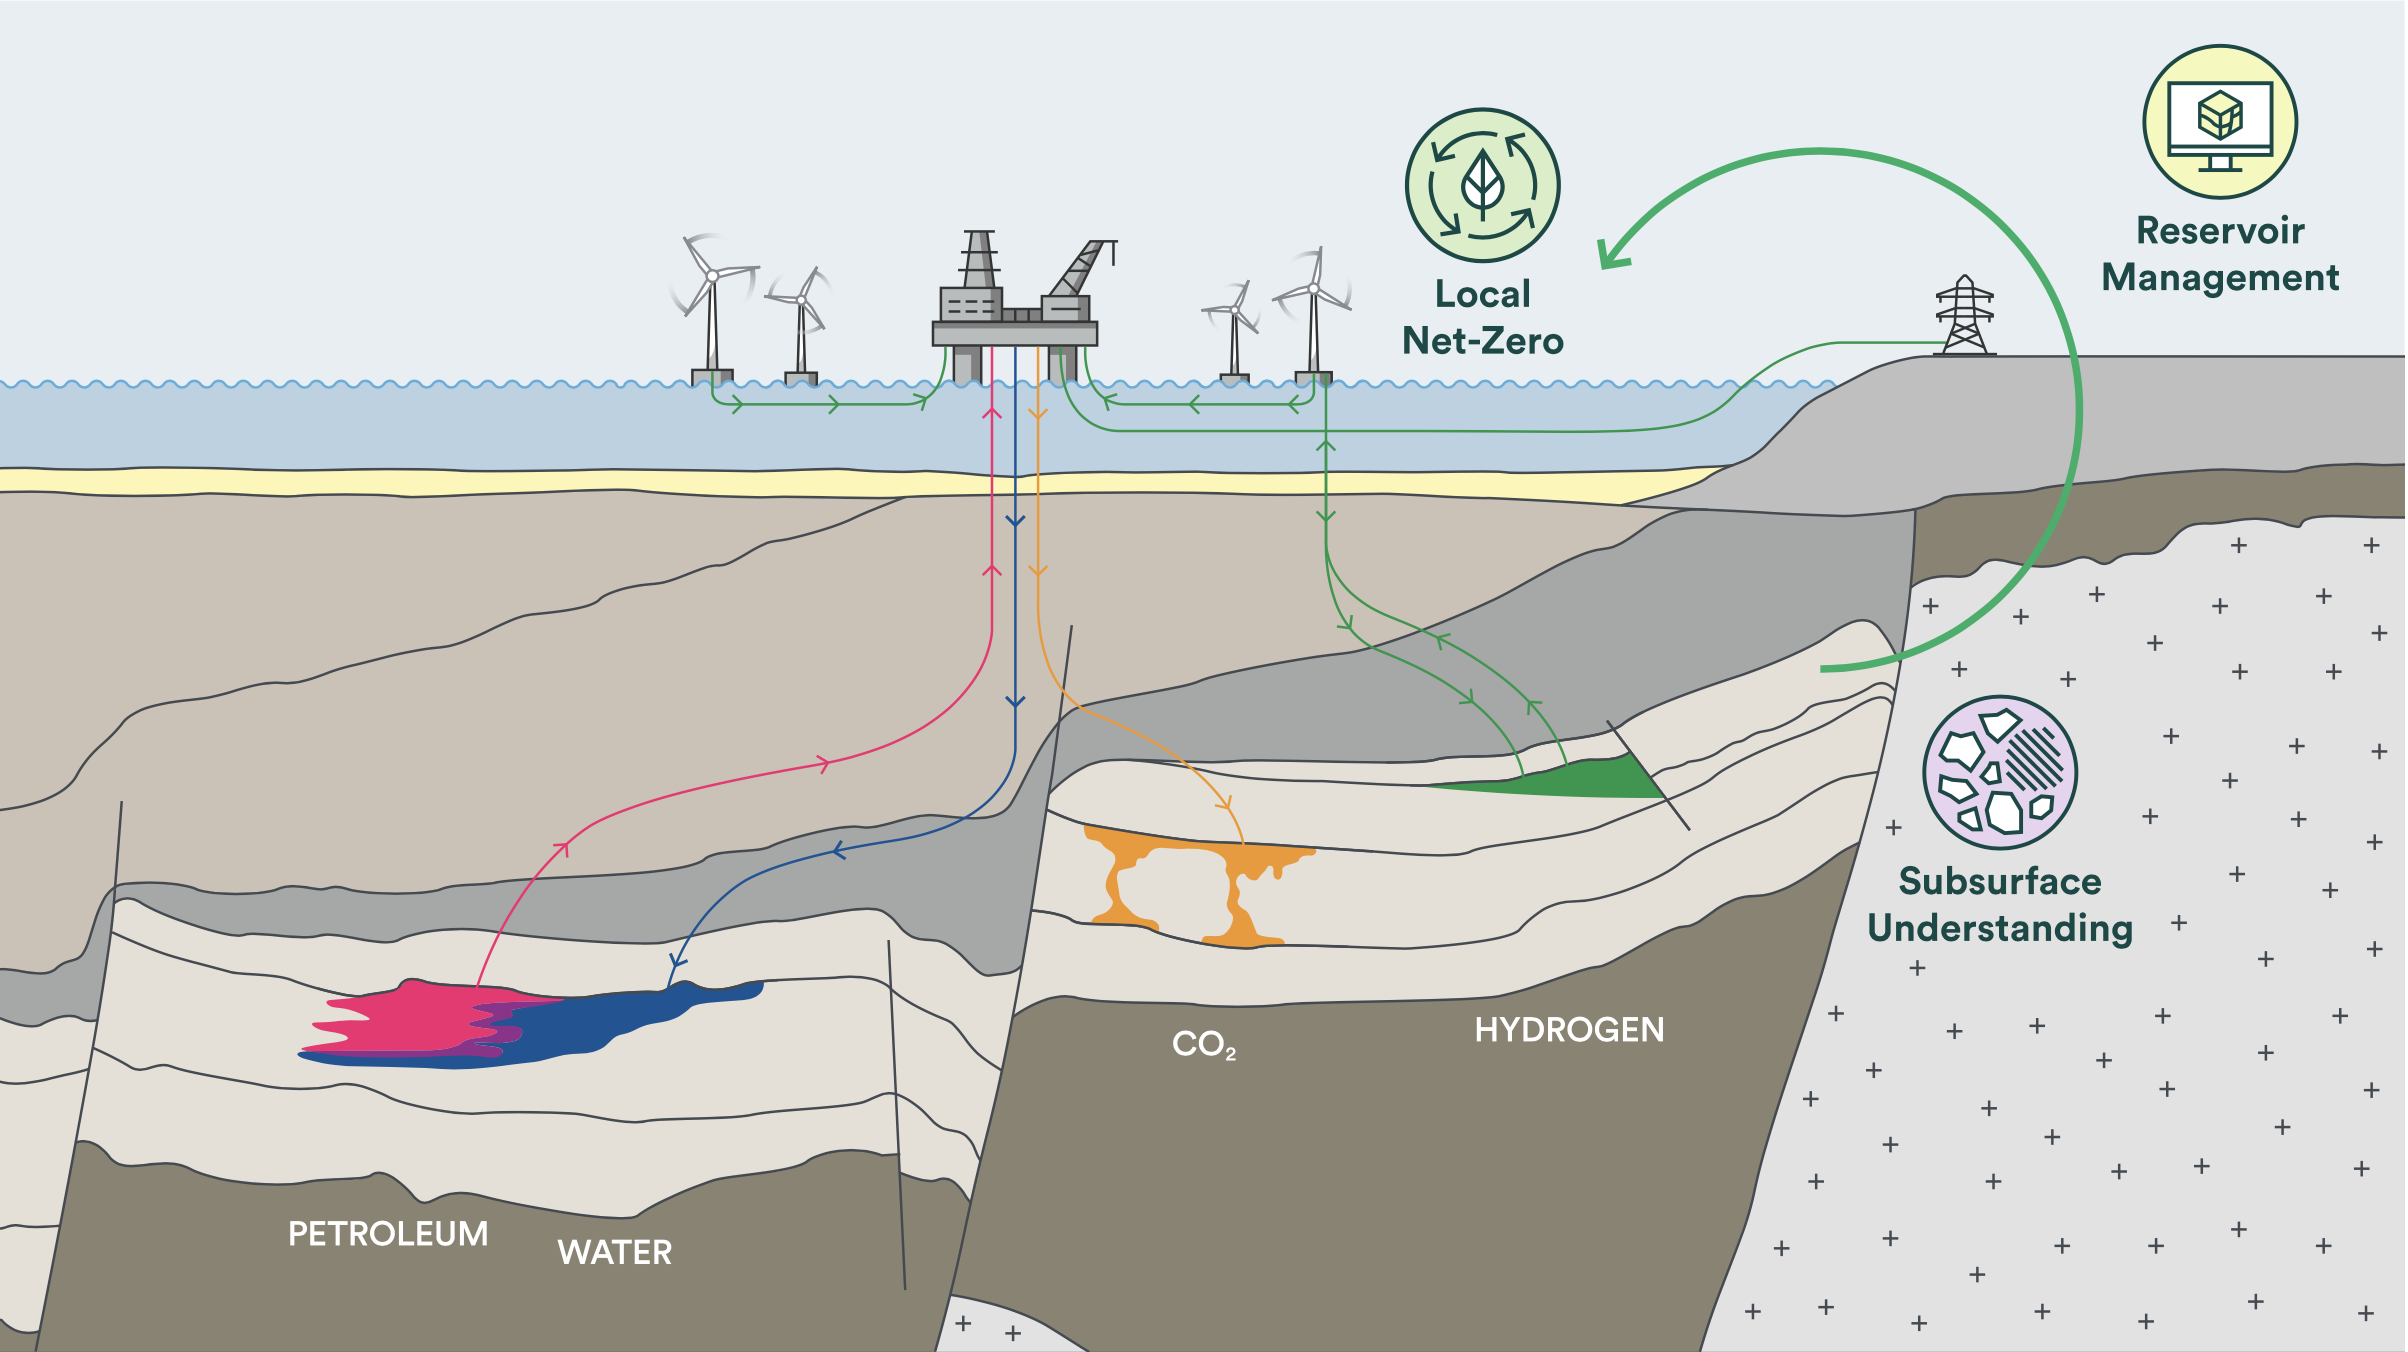 Reservoir
Management
Local
Net-Zero
Subsurface
Understanding
HYDROGEN
CO₂
PETROLEUM
WATER